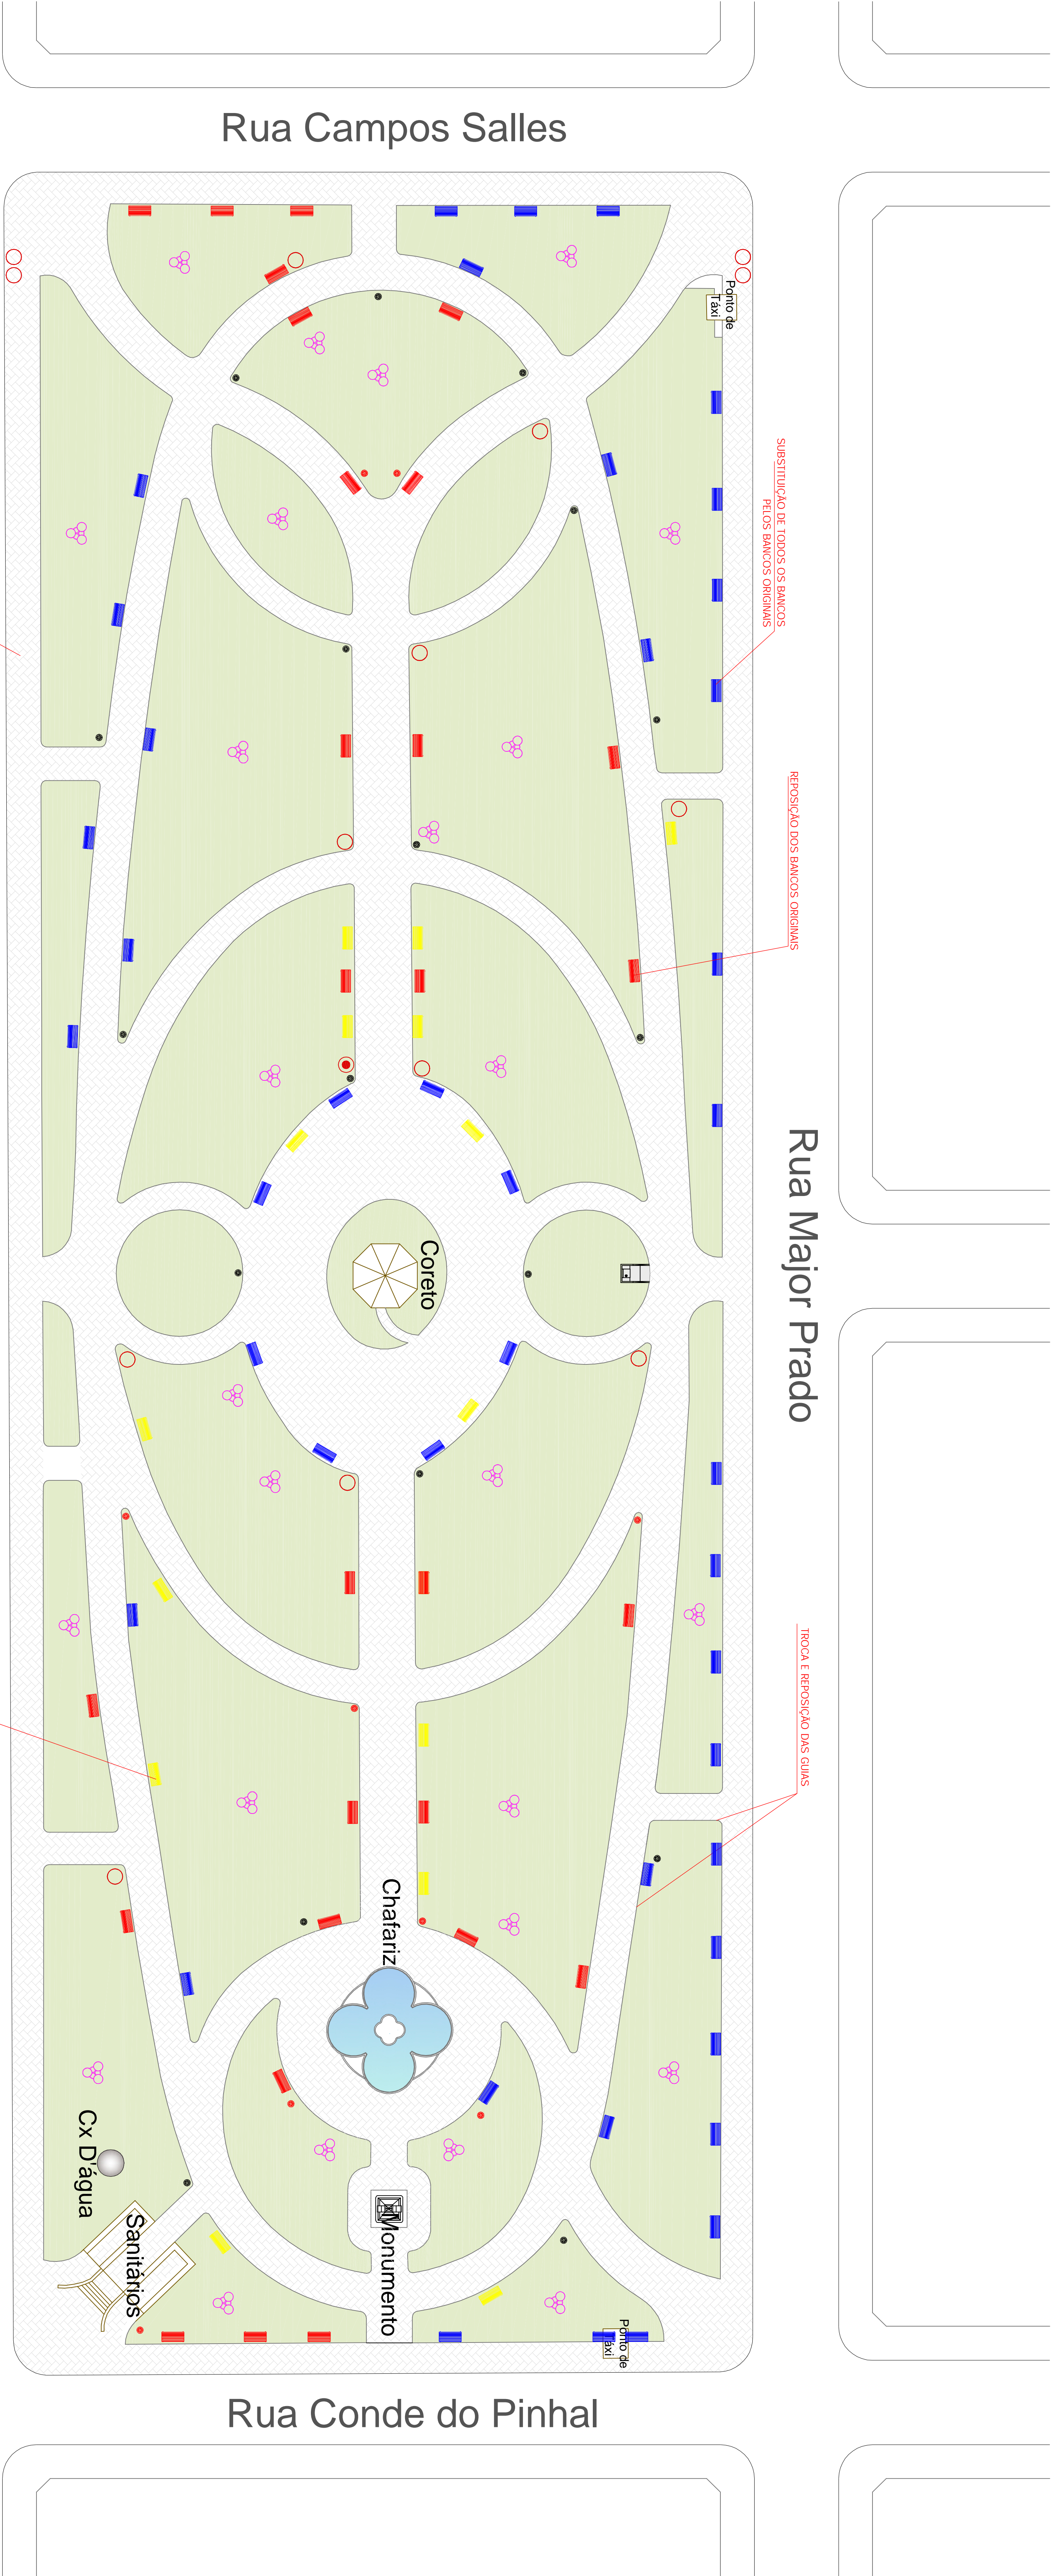 Rua Campos Salles
Ponto de
Táxi
SUBSTITUIÇÃO DE TODOS OS BANCOS
PELOS BANCOS ORIGINAIS
REPOSIÇÃO DOS BANCOS ORIGINAIS
Rua Major Prado
Coreto
TROCA E REPOSIÇÃO DAS GUIAS
Chafariz
Cx D'água
Sanitários
Monumento
Ponto de
Táxi
Rua Conde do Pinhal